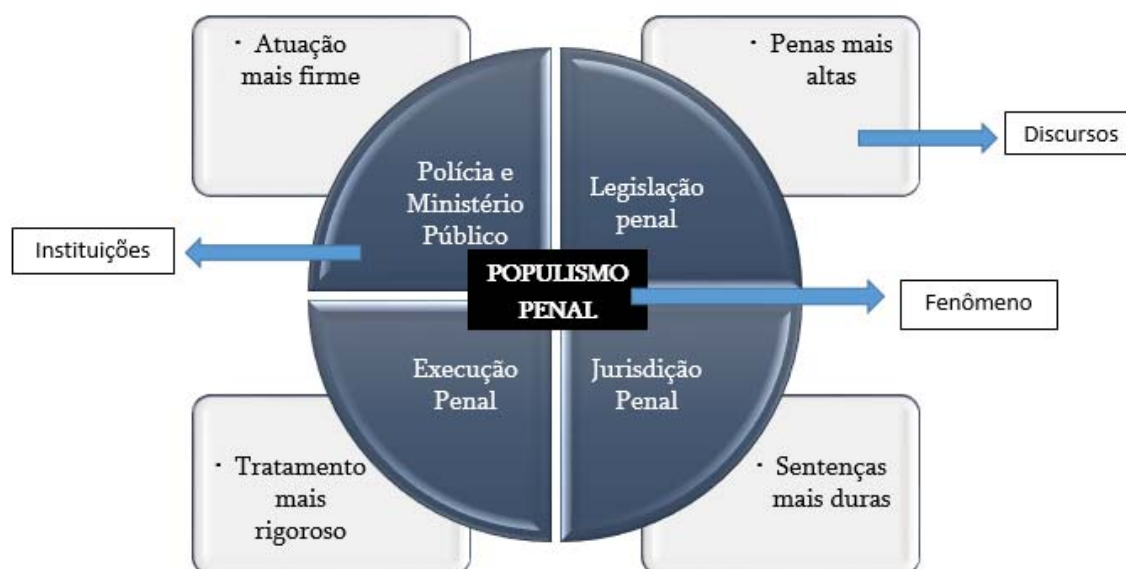 · Atuação
mais firme
· Penas mais
altas
Discursos
Polícia e
Ministério
Público
Legislação
penal
Instituições
POPULISMO
PENAL
Fenômeno
Execução
Penal
Jurisdição
Penal
· Tratamento
mais
rigoroso
· Sentenças
mais duras